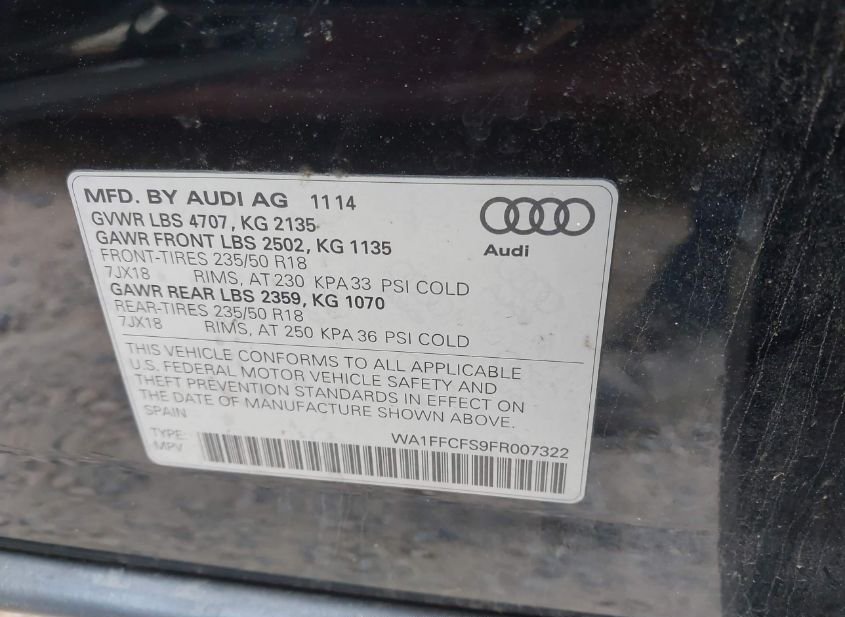 MFD. BY AUDI AG 1114
GVWR LBS 4707, KG 2135
GAWR FRONT LBS 2502, KG 1135
FRONT-TIRES 235/50 R18
7JX18 RIMS, AT 230 KPA 33 PSI COLD
GAWR REAR LBS 2359, KG 1070
REAR-TIRES 235/50 R18
7JX18 RIMS, AT 250 KPA 36 PSI COLD
Audi
THIS VEHICLE CONFORMS TO ALL APPLICABLE
U.S. FEDERAL MOTOR VEHICLE SAFETY AND
THEFT PREVENTION STANDARDS IN EFFECT ON
THE DATE OF MANUFACTURE SHOWN ABOVE.
SPAIN
TYPE: WA1FFCFS9FR007322
MPV